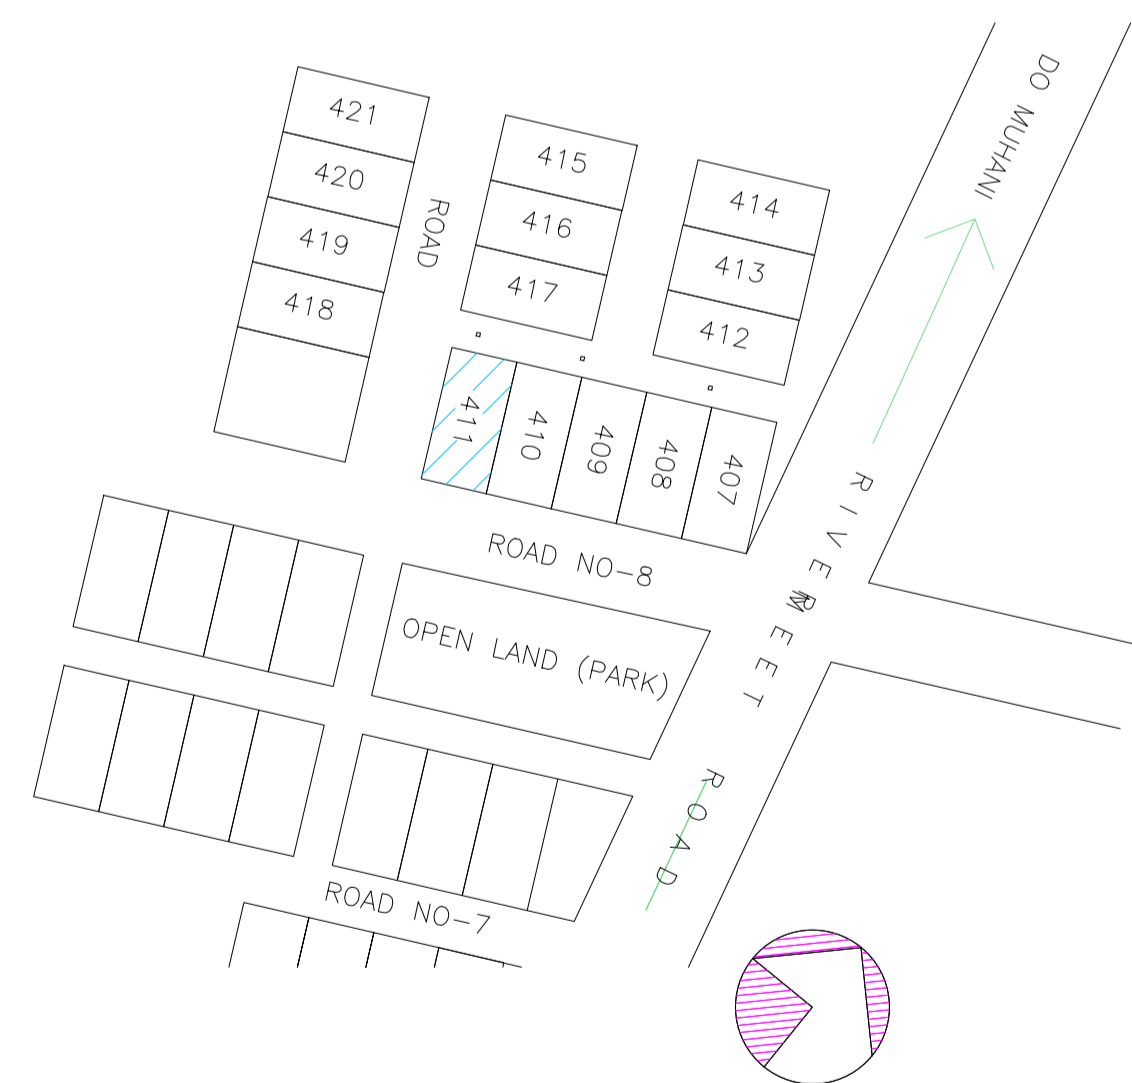 421
420
419
418
ROAD
415
416
417
414
413
412
DO MUHANI
411
410
409
408
407
ROAD NO-8
OPEN LAND (PARK)
RIVER MEET ROAD
ROAD NO-7